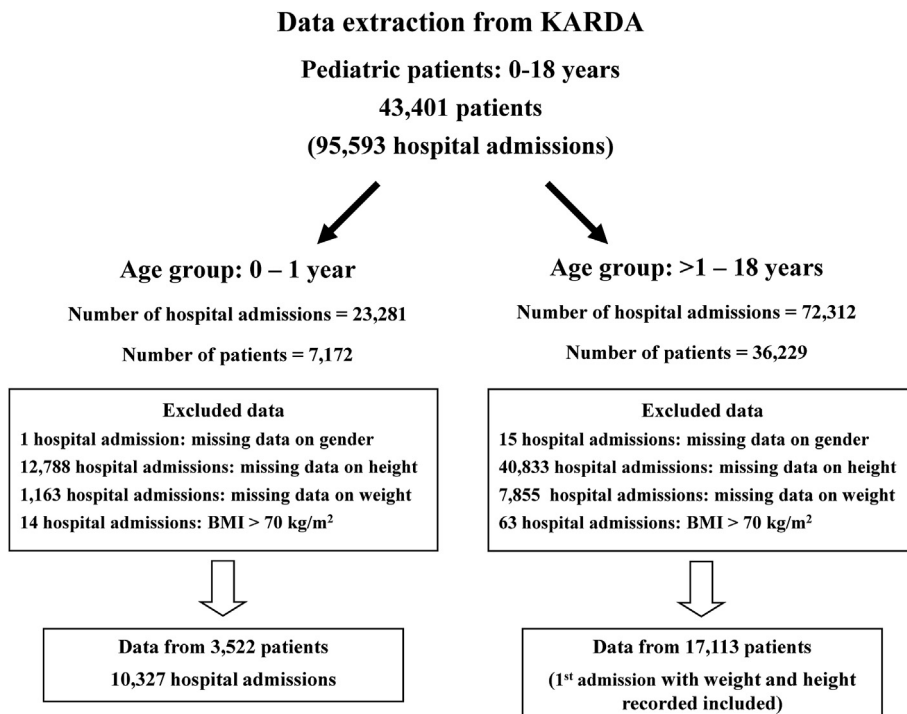 Data extraction from KARDA
Pediatric patients: 0-18 years
43,401 patients
(95,593 hospital admissions)
Age group: 0 – 1 year
Number of hospital admissions = 23,281
Number of patients = 7,172
Excluded data
1 hospital admission: missing data on gender
12,788 hospital admissions: missing data on height
1,163 hospital admissions: missing data on weight
14 hospital admissions: BMI > 70 kg/m²
Data from 3,522 patients
10,327 hospital admissions
Age group: >1 – 18 years
Number of hospital admissions = 72,312
Number of patients = 36,229
Excluded data
15 hospital admissions: missing data on gender
40,833 hospital admissions: missing data on height
7,855 hospital admissions: missing data on weight
63 hospital admissions: BMI > 70 kg/m²
Data from 17,113 patients
(1st admission with weight and height
recorded included)